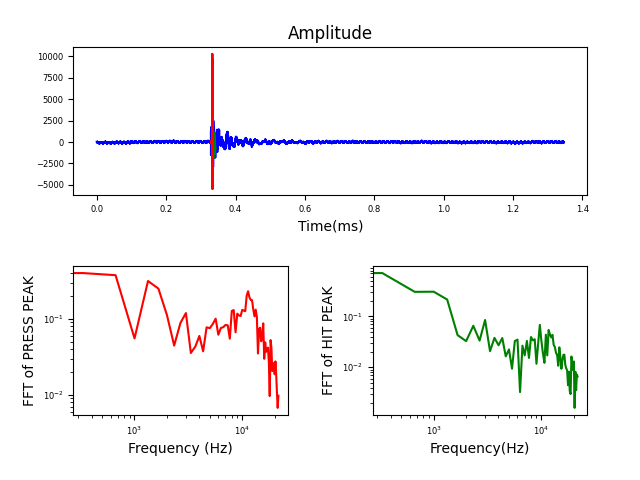 Amplitude
10000
7500
5000
2500
0
−2500
−5000
0.0 0.2 0.4 0.6 0.8 1.0 1.2 1.4
Time(ms)
FFT of PRESS PEAK
10⁻¹
10⁻²
10³ 10⁴
Frequency (Hz)
FFT of HIT PEAK
10⁻¹
10⁻²
10³ 10⁴
Frequency(Hz)